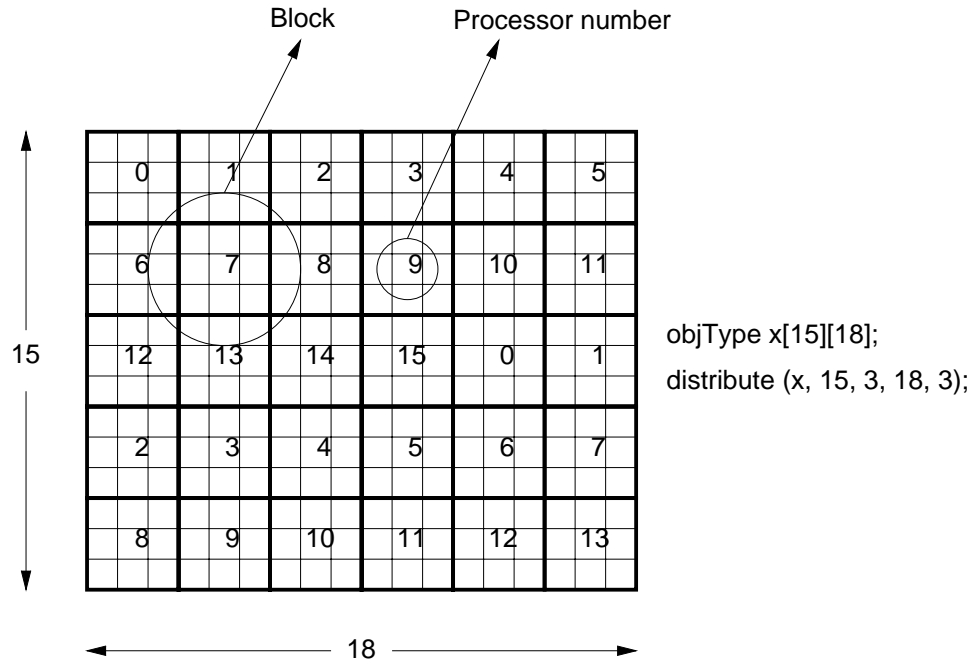 Block Processor number
0 1 2 3 4 5
6 7 8 9 10 11
15
12 13 14 15 0 1
objType x[15][18];
distribute (x, 15, 3, 18, 3);
2 3 4 5 6 7
8 9 10 11 12 13
18